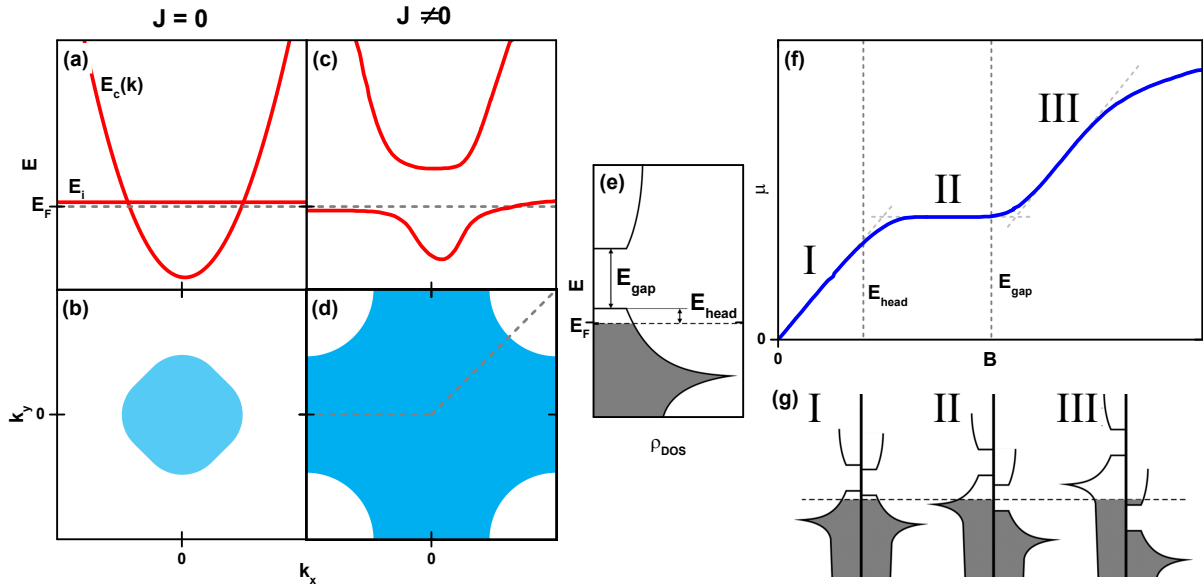 J = 0
J ≠0
(a)
E_c(k)
E_i
E_F
E
(c)
(b)
k_y
0
0
(d)
0
k_x
(e)
E
E_gap
E_head
E_F
ρ_DOS
(f)
μ
I
II
III
E_head
E_gap
0
0
B
(g)
I
II
III